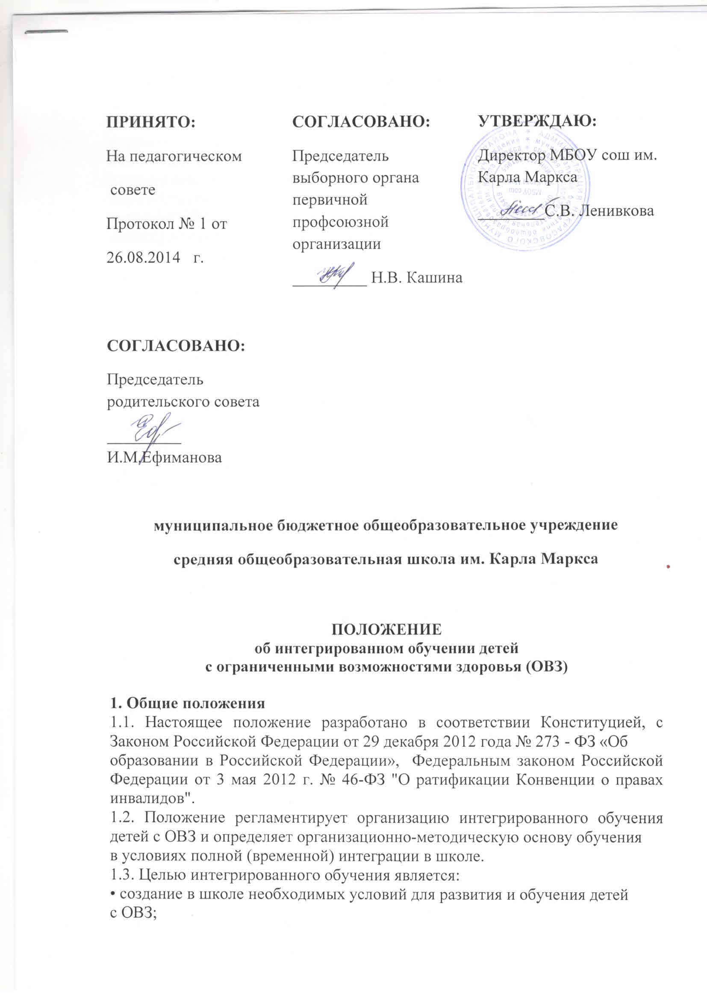 ПРИНЯТО:
На педагогическом
совете
Протокол № 1 от
26.08.2014 г.
СОГЛАСОВАНО:
Председатель
выборного органа
первичной
профсоюзной
организации
_________ Н.В. Кашина
УТВЕРЖДАЮ:
Директор МБОУ сош им.
Карла Маркса
________С.В. Ленивкова
СОГЛАСОВАНО:
Председатель
родительского совета
_________
И.М.Ефиманова
муниципальное бюджетное общеобразовательное учреждение
средняя общеобразовательная школа им. Карла Маркса
ПОЛОЖЕНИЕ
об интегрированном обучении детей
с ограниченными возможностями здоровья (ОВЗ)
1. Общие положения
1.1. Настоящее положение разработано в соответствии Конституцией, с
Законом Российской Федерации от 29 декабря 2012 года № 273 - ФЗ «Об
образовании в Российской Федерации», Федеральным законом Российской
Федерации от 3 мая 2012 г. № 46-ФЗ "О ратификации Конвенции о правах
инвалидов".
1.2. Положение регламентирует организацию интегрированного обучения
детей с ОВЗ и определяет организационно-методическую основу обучения
в условиях полной (временной) интеграции в школе.
1.3. Целью интегрированного обучения является:
• создание в школе необходимых условий для развития и обучения детей
с ОВЗ;